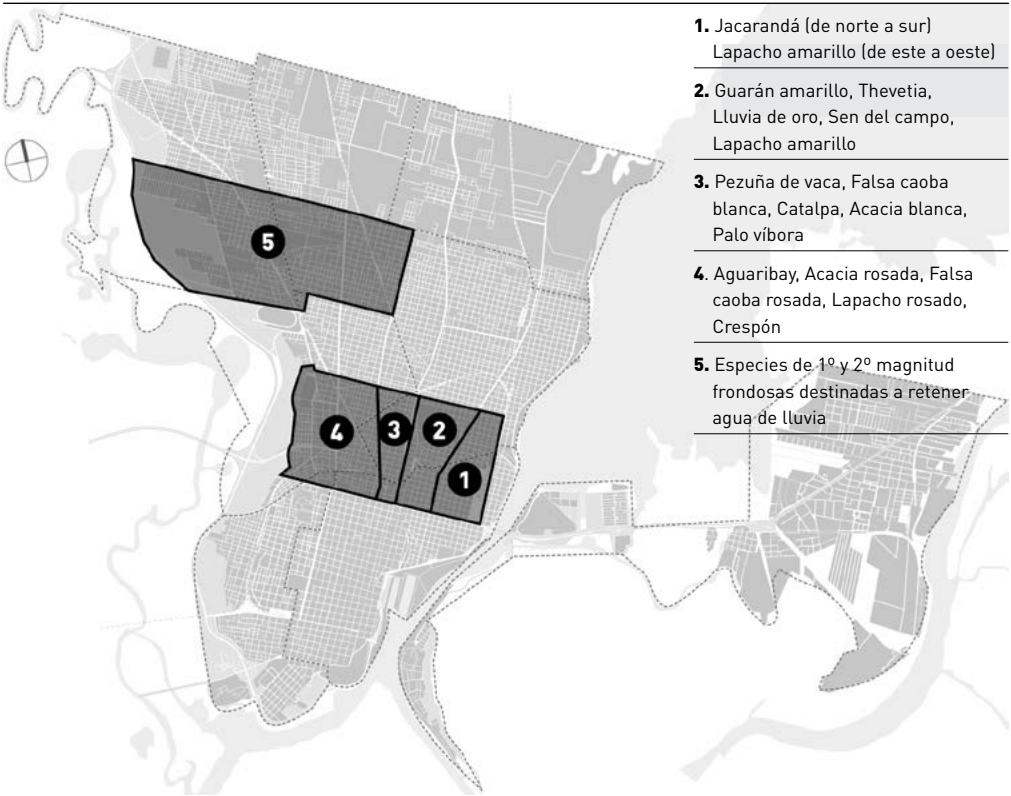 1. Jacarandá (de norte a sur)
Lapacho amarillo (de este a oeste)
2. Guarán amarillo, Thevetia,
Lluvia de oro, Sen del campo,
Lapacho amarillo
3. Pezuña de vaca, Falsa caoba
blanca, Catalpa, Acacia blanca,
Palo víbora
4. Aguaribay, Acacia rosada, Falsa
caoba rosada, Lapacho rosado,
Crespón
5. Especies de 1º y 2º magnitud
frondosas destinadas a retener
agua de lluvia
5
4
3
2
1